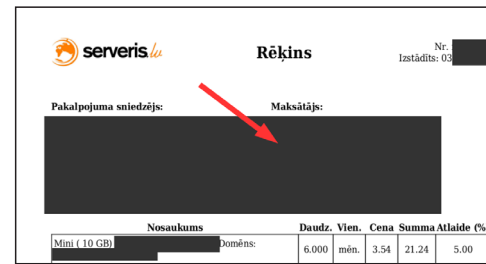 serveris.lv
Rēķins
Nr.
Izstādīts: 03
Pakalpojuma sniedzējs:
Maksātājs:
Nosaukums Daudz. Vien. Cena Summa Atlaide (%
Mini ( 10 GB) Domēns: 6.000 mēn. 3.54 21.24 5.00